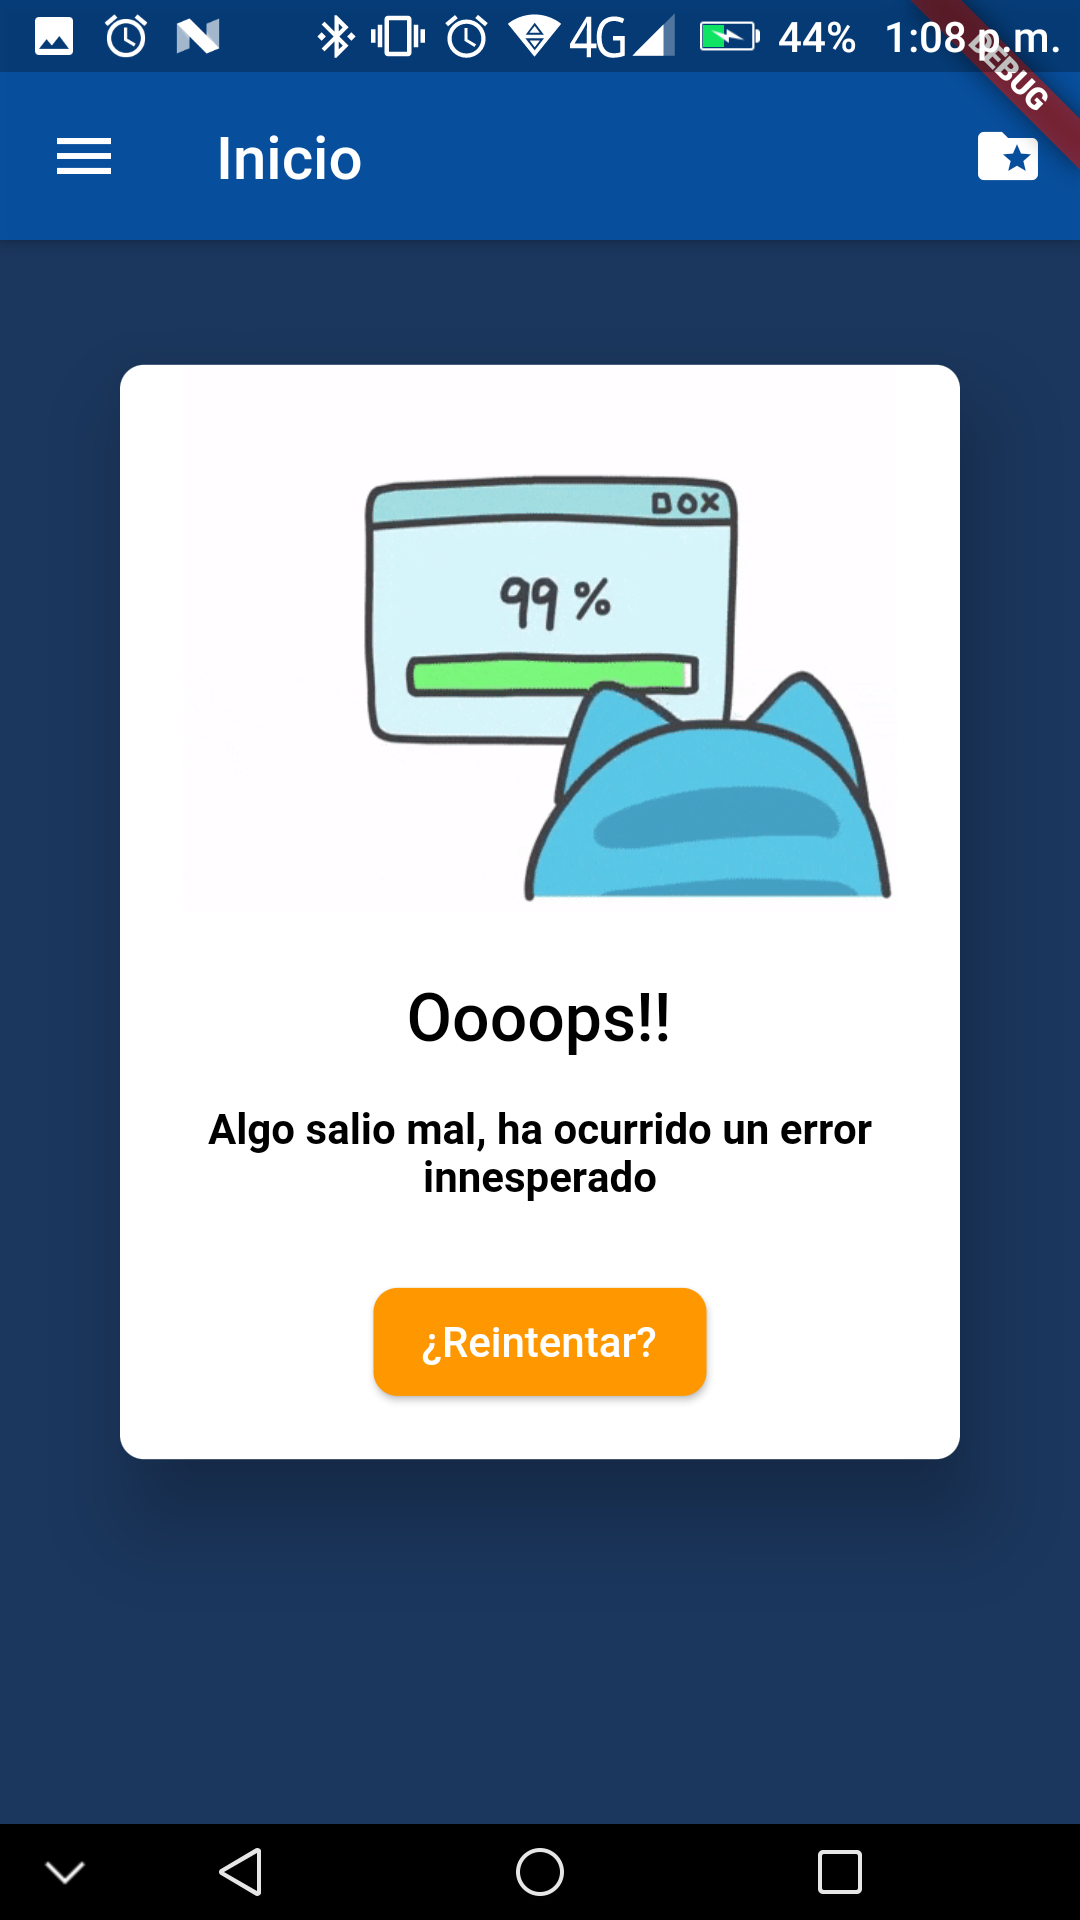 4G 44% 1:08 p.m.
DEBUG
Inicio
DOX
99 %
Oooops!!
Algo salio mal, ha ocurrido un error
innesperado
¿Reintentar?